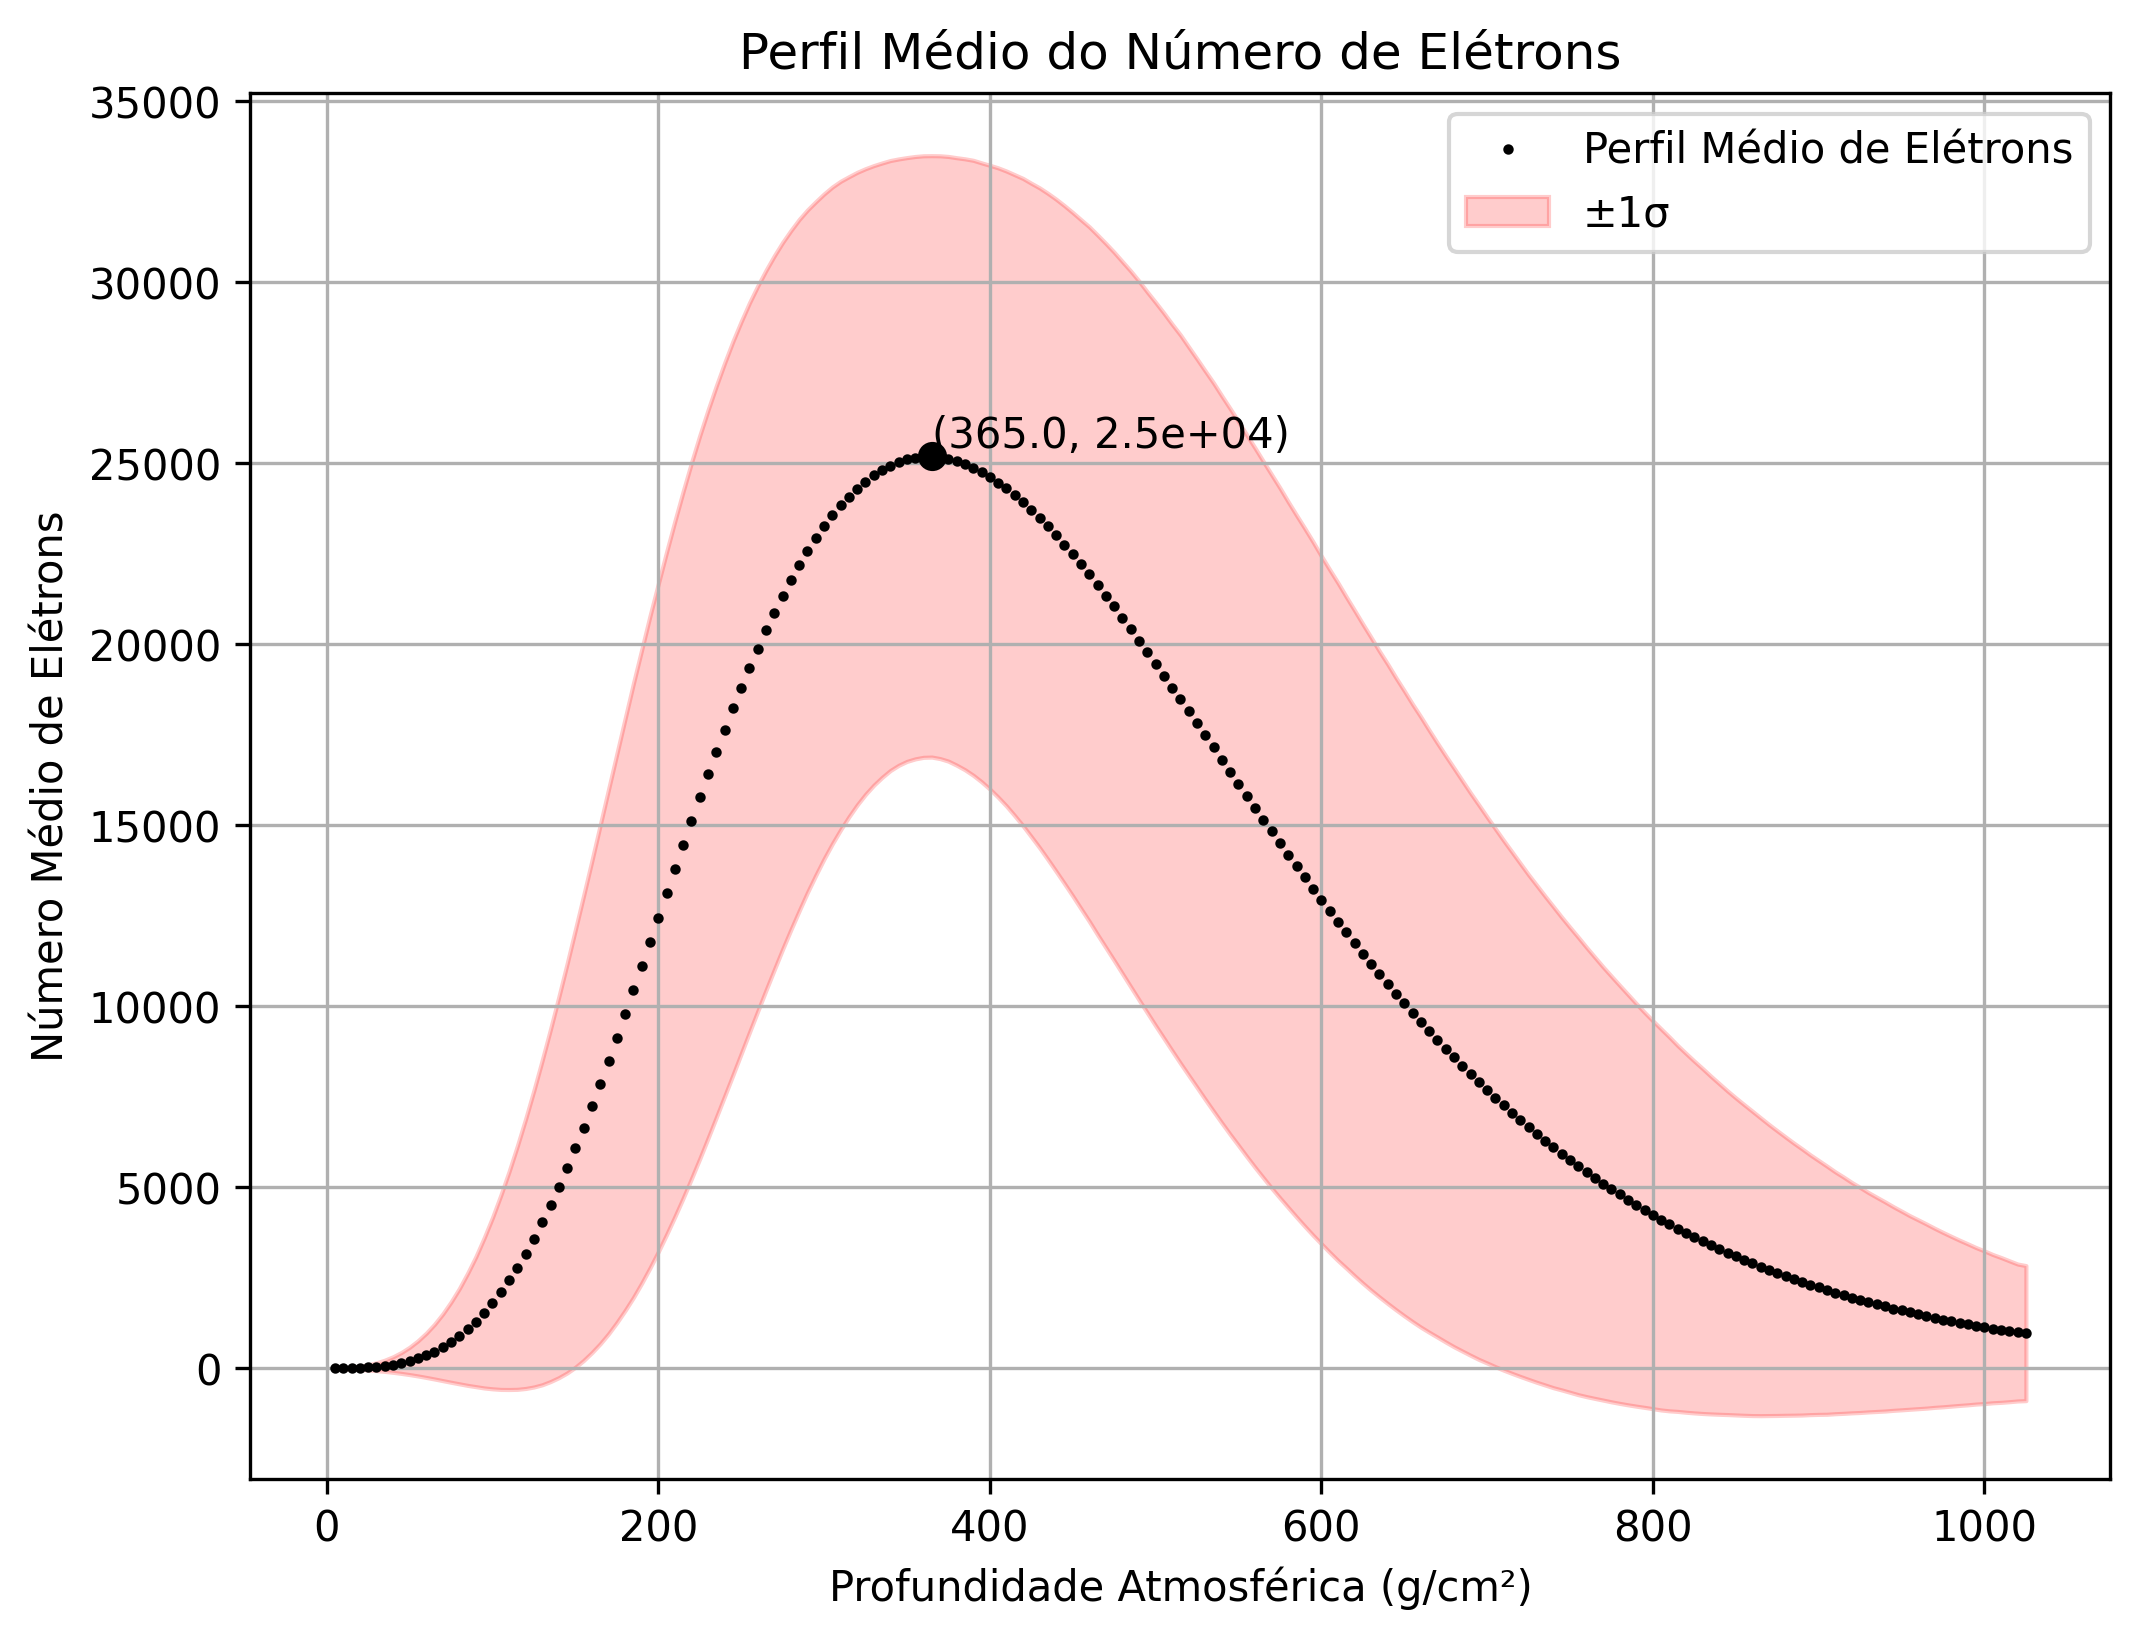 Perfil Médio do Número de Elétrons
35000
30000
25000
20000
15000
10000
5000
0
Número Médio de Elétrons
Perfil Médio de Elétrons
±1σ
(365.0, 2.5e+04)
0 200 400 600 800 1000
Profundidade Atmosférica (g/cm²)